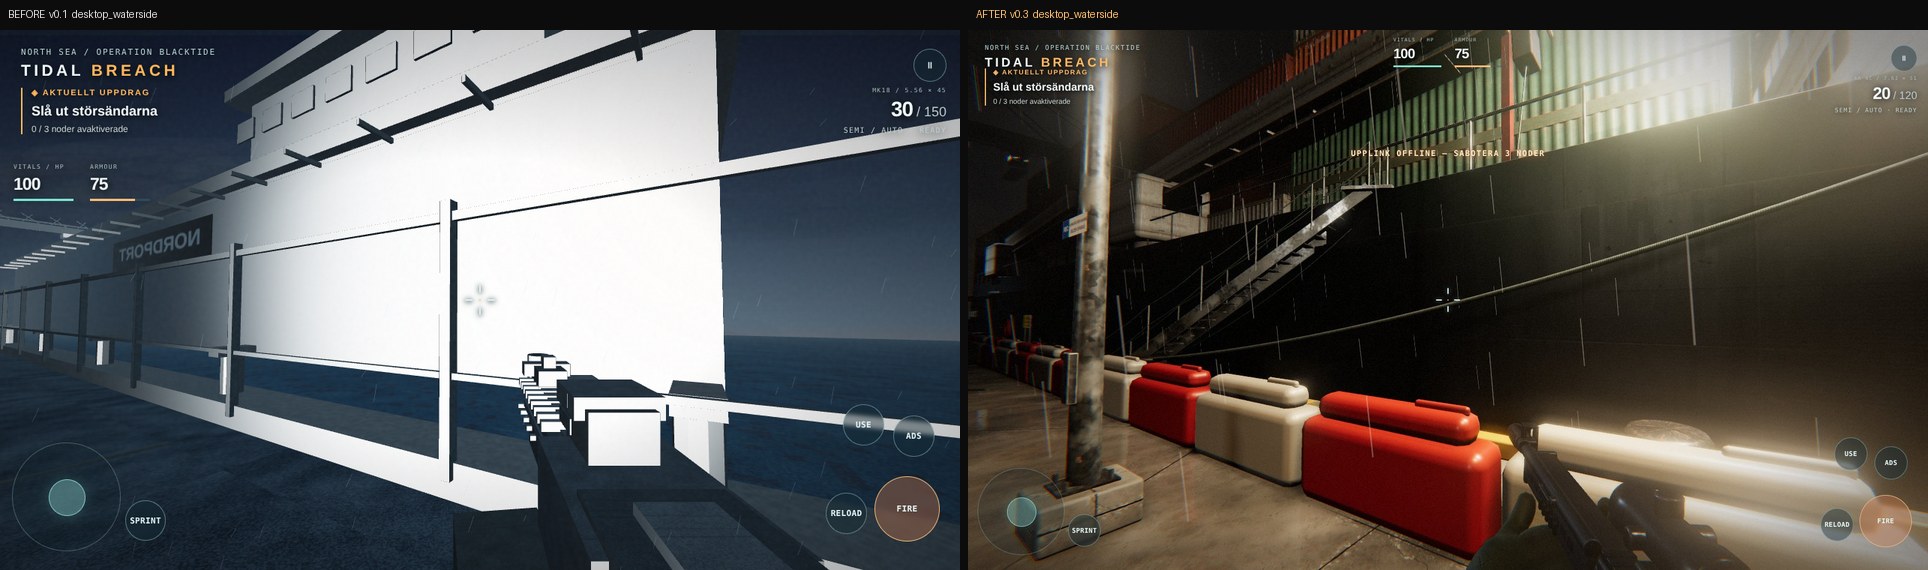 BEFORE v0.1 desktop_waterside
NORTH SEA / OPERATION BLACKTIDE
TIDAL BREACH
◆ AKTUELLT UPPDRAG
Slå ut störsändarna
0 / 3 noder avaktiverade
VITALS / HP
ARMOUR
100
75
II
MK18 / 5.56 × 45
30 / 150
SEMI / AUTO · READY
NORDPORT
USE
ADS
SPRINT
RELOAD
FIRE
AFTER v0.3 desktop_waterside
NORTH SEA / OPERATION BLACKTIDE
TIDAL BREACH
◆ AKTUELLT UPPDRAG
Slå ut störsändarna
0 / 3 noder avaktiverade
VITALS / HP
ARMOUR
100
75
II
20 / 120
SEMI / AUTO · READY
UPPLINK OFFLINE — SABOTERA 3 NODER
USE
ADS
SPRINT
RELOAD
FIRE